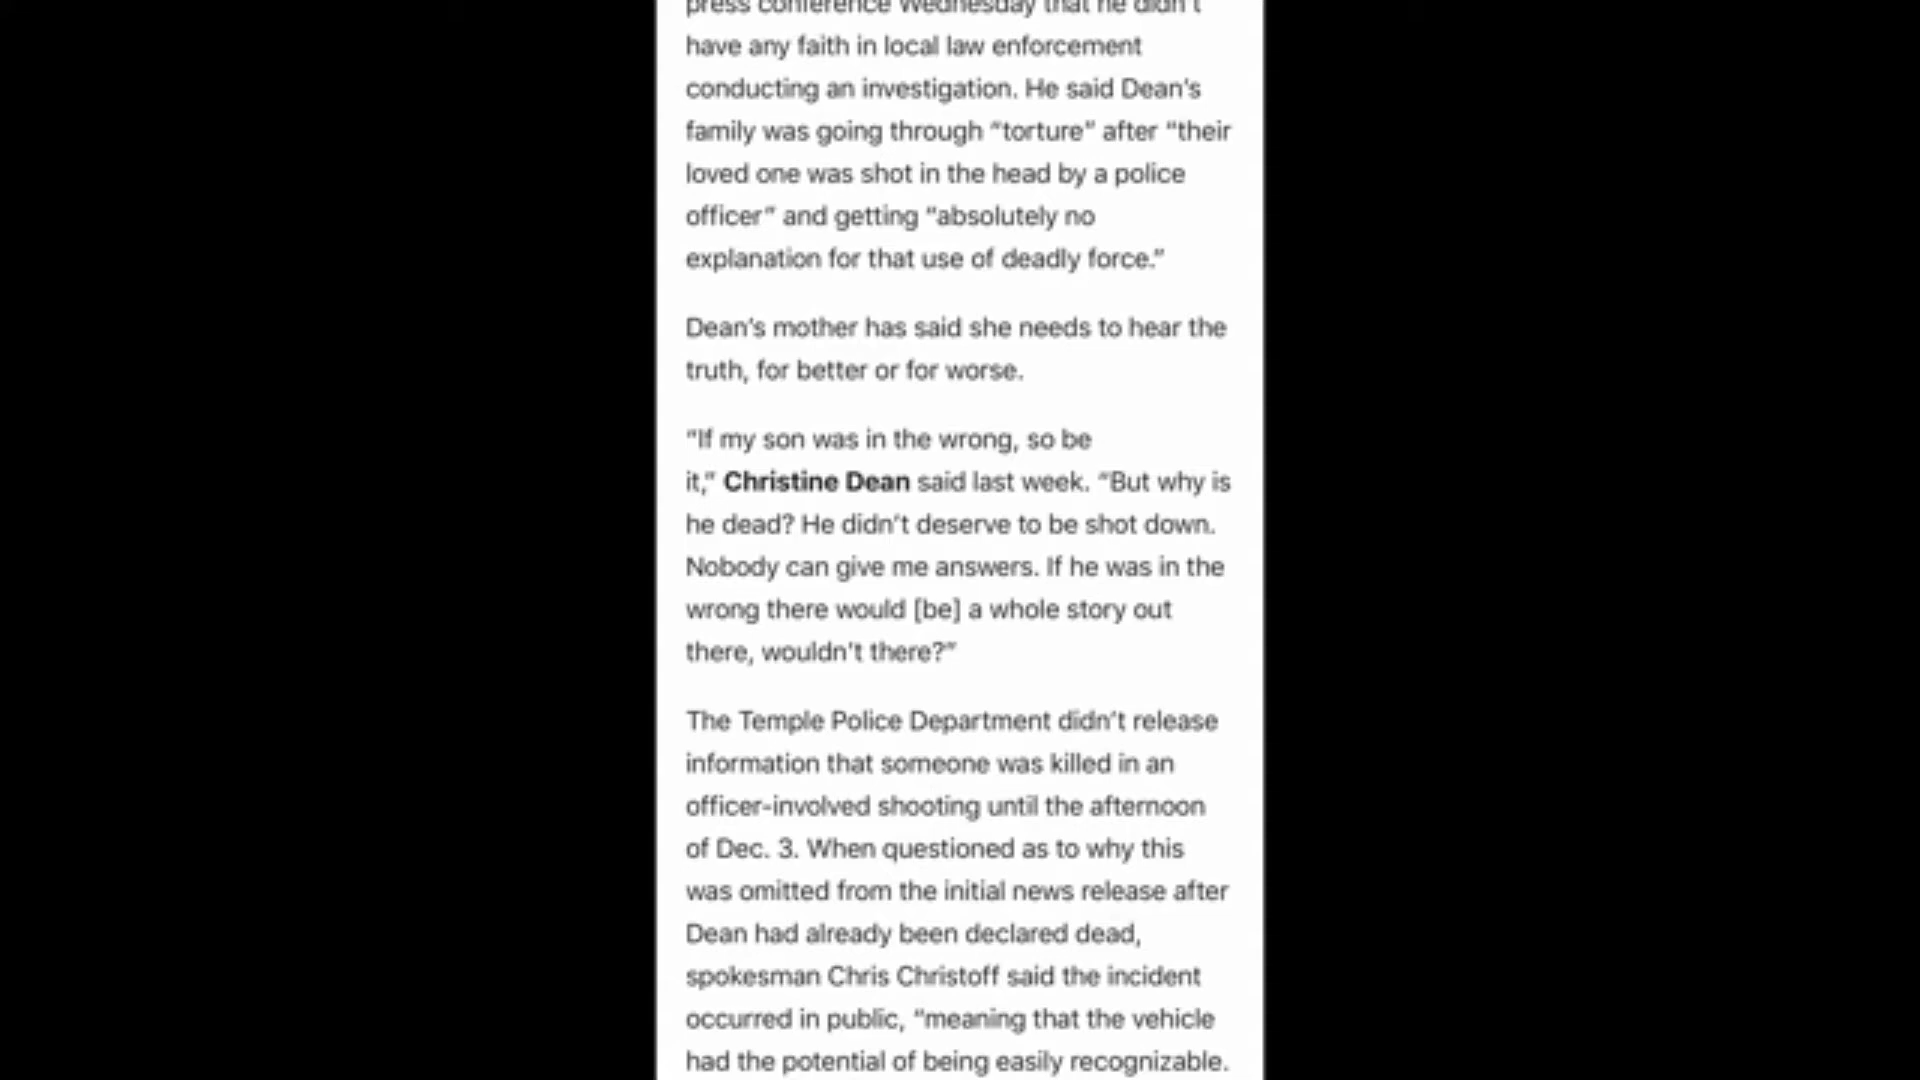 press conference Wednesday that he didn't
have any faith in local law enforcement
conducting an investigation. He said Dean's
family was going through “torture” after “their
loved one was shot in the head by a police
officer” and getting “absolutely no
explanation for that use of deadly force.”
Dean's mother has said she needs to hear the
truth, for better or for worse.
“If my son was in the wrong, so be
it,” Christine Dean said last week. “But why is
he dead? He didn't deserve to be shot down.
Nobody can give me answers. If he was in the
wrong there would [be] a whole story out
there, wouldn't there?”
The Temple Police Department didn't release
information that someone was killed in an
officer-involved shooting until the afternoon
of Dec. 3. When questioned as to why this
was omitted from the initial news release after
Dean had already been declared dead,
spokesman Chris Christoff said the incident
occurred in public, “meaning that the vehicle
had the potential of being easily recognizable.